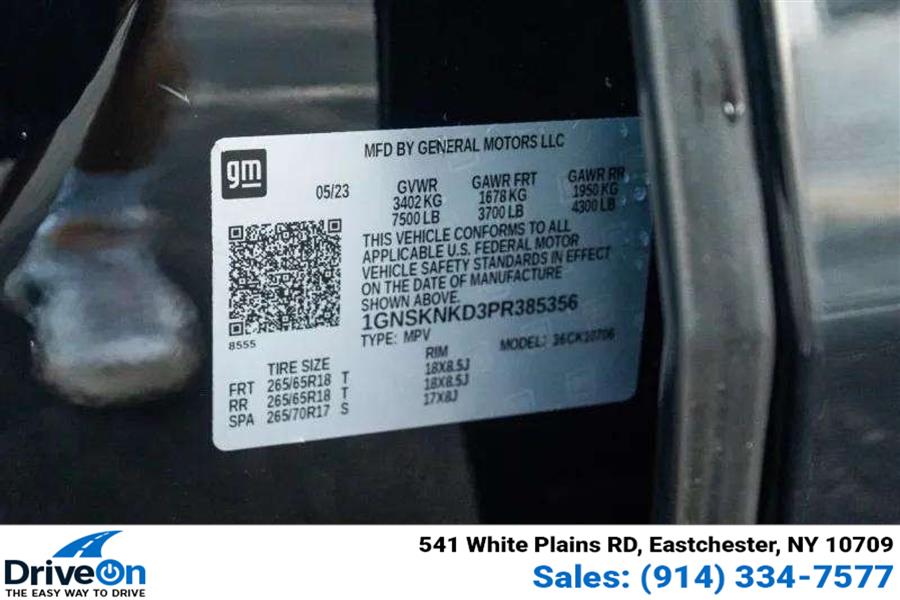 gm
MFD BY GENERAL MOTORS LLC
05/23
GVWR GAWR FRT GAWR RR
3402 KG 1678 KG 1950 KG
7500 LB 3700 LB 4300 LB
THIS VEHICLE CONFORMS TO ALL
APPLICABLE U.S. FEDERAL MOTOR
VEHICLE SAFETY STANDARDS IN EFFECT
ON THE DATE OF MANUFACTURE
SHOWN ABOVE.
1GNSKNKD3PR385356
8555
TYPE: MPV MODEL:
TIRE SIZE RIM
FRT 265/65R18 T 18X8.5J
RR 265/65R18 T 18X8.5J
SPA 265/70R17 S 17X8J
541 White Plains RD, Eastchester, NY 10709
Sales: (914) 334-7577
DriveOn
THE EASY WAY TO DRIVE